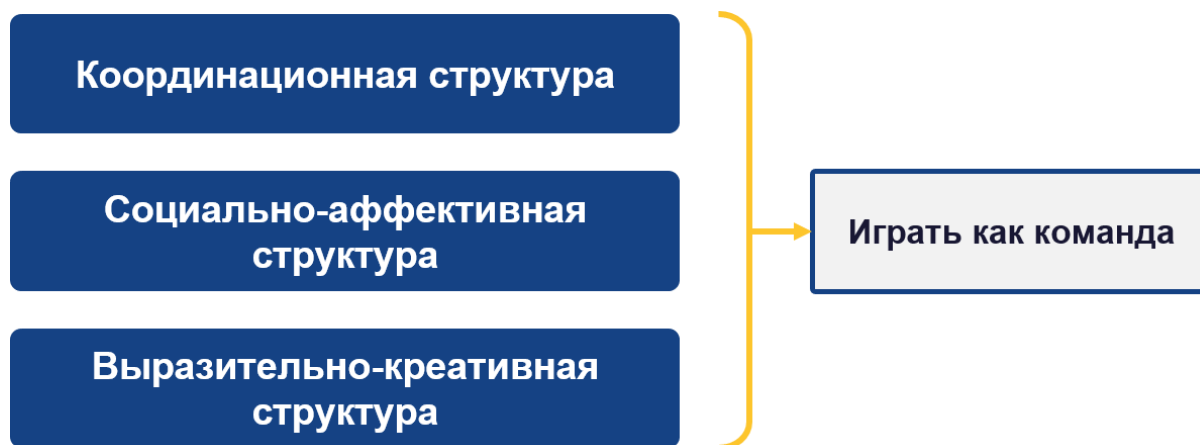 Координационная структура
Социально-аффективная
структура
Выразительно-креативная
структура
Играть как команда